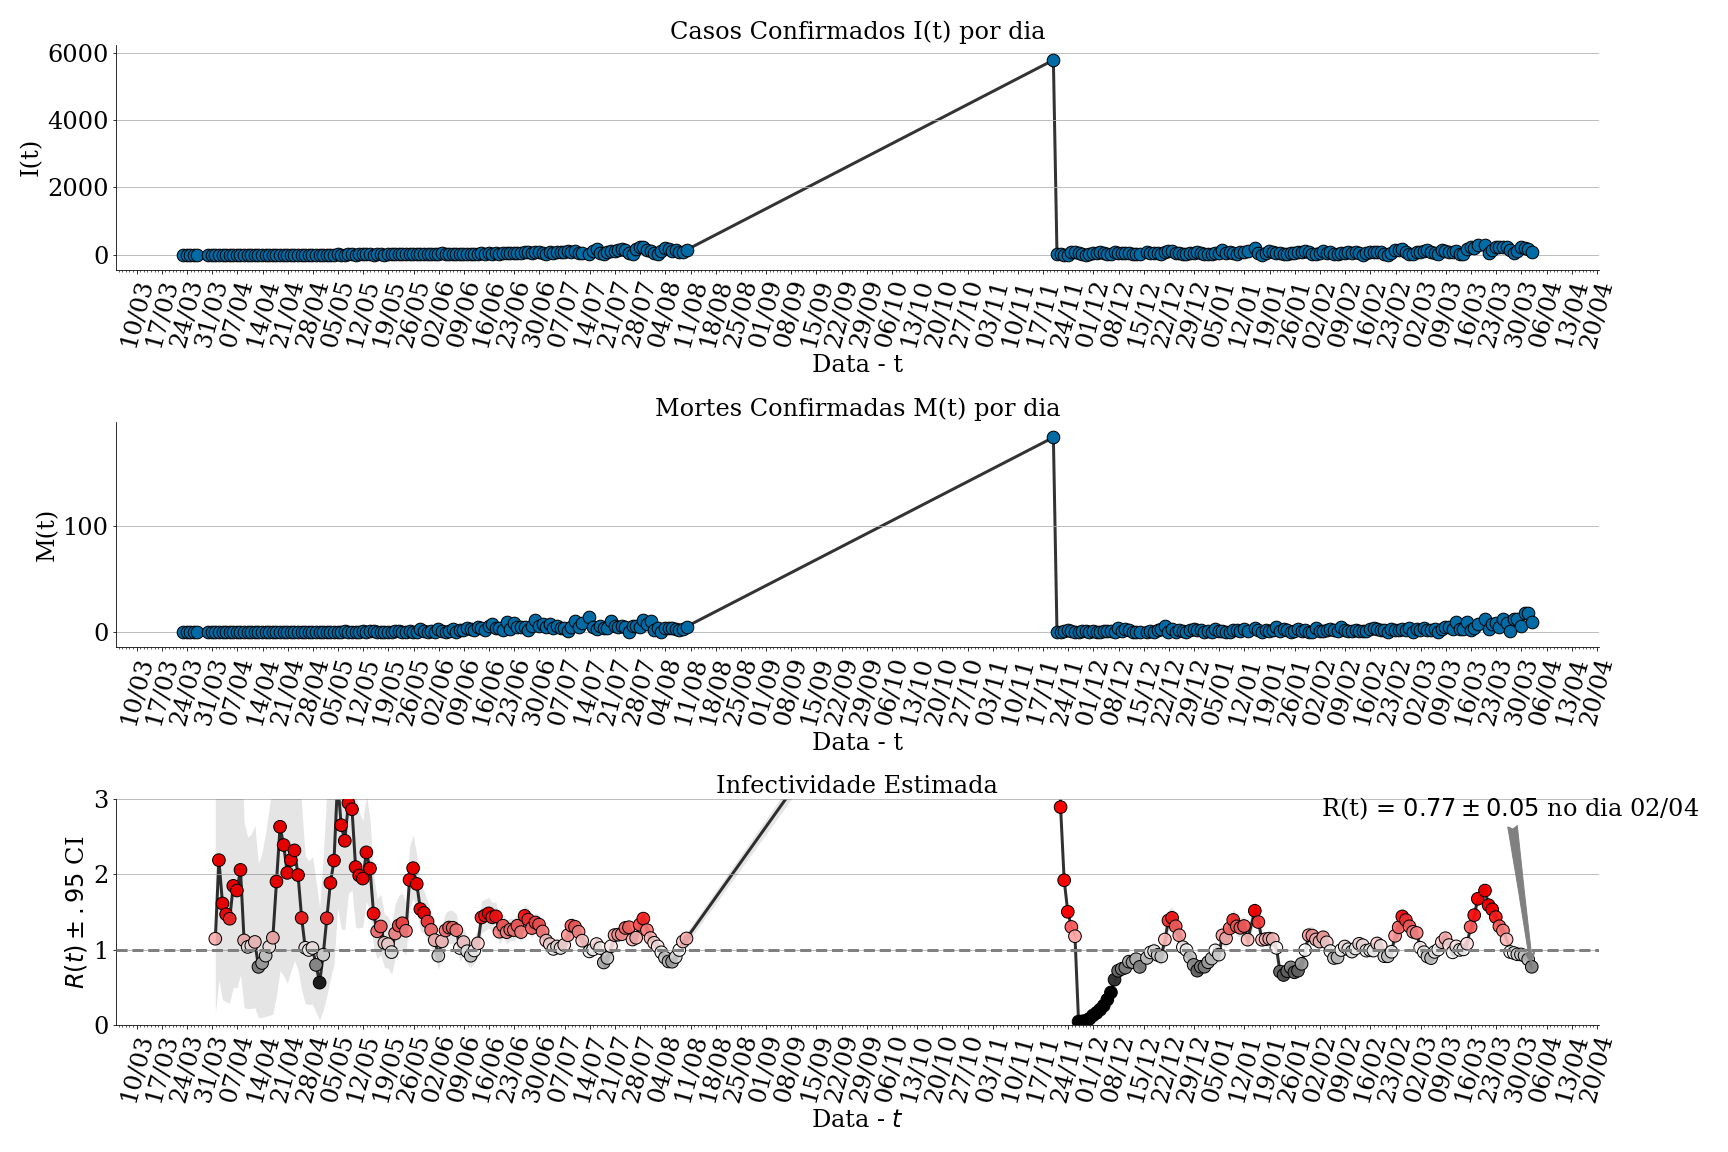 Casos Confirmados I(t) por dia
6000
4000
2000
0
I(t)
10/03 17/03 24/03 31/03 07/04 14/04 21/04 28/04 05/05 12/05 19/05 26/05 02/06 09/06 16/06 23/06 30/06 07/07 14/07 21/07 28/07 04/08 11/08 18/08 25/08 01/09 08/09 15/09 22/09 29/09 06/10 13/10 20/10 27/10 03/11 10/11 17/11 24/11 01/12 08/12 15/12 22/12 29/12 05/01 12/01 19/01 26/01 02/02 09/02 16/02 23/02 02/03 09/03 16/03 23/03 30/03 06/04 13/04 20/04
Data - t
Mortes Confirmadas M(t) por dia
100
0
M(t)
10/03 17/03 24/03 31/03 07/04 14/04 21/04 28/04 05/05 12/05 19/05 26/05 02/06 09/06 16/06 23/06 30/06 07/07 14/07 21/07 28/07 04/08 11/08 18/08 25/08 01/09 08/09 15/09 22/09 29/09 06/10 13/10 20/10 27/10 03/11 10/11 17/11 24/11 01/12 08/12 15/12 22/12 29/12 05/01 12/01 19/01 26/01 02/02 09/02 16/02 23/02 02/03 09/03 16/03 23/03 30/03 06/04 13/04 20/04
Data - t
Infectividade Estimada
R(t) = 0.77 ± 0.05 no dia 02/04
3
2
1
0
R(t) ± .95 CI
10/03 17/03 24/03 31/03 07/04 14/04 21/04 28/04 05/05 12/05 19/05 26/05 02/06 09/06 16/06 23/06 30/06 07/07 14/07 21/07 28/07 04/08 11/08 18/08 25/08 01/09 08/09 15/09 22/09 29/09 06/10 13/10 20/10 27/10 03/11 10/11 17/11 24/11 01/12 08/12 15/12 22/12 29/12 05/01 12/01 19/01 26/01 02/02 09/02 16/02 23/02 02/03 09/03 16/03 23/03 30/03 06/04 13/04 20/04
Data - t